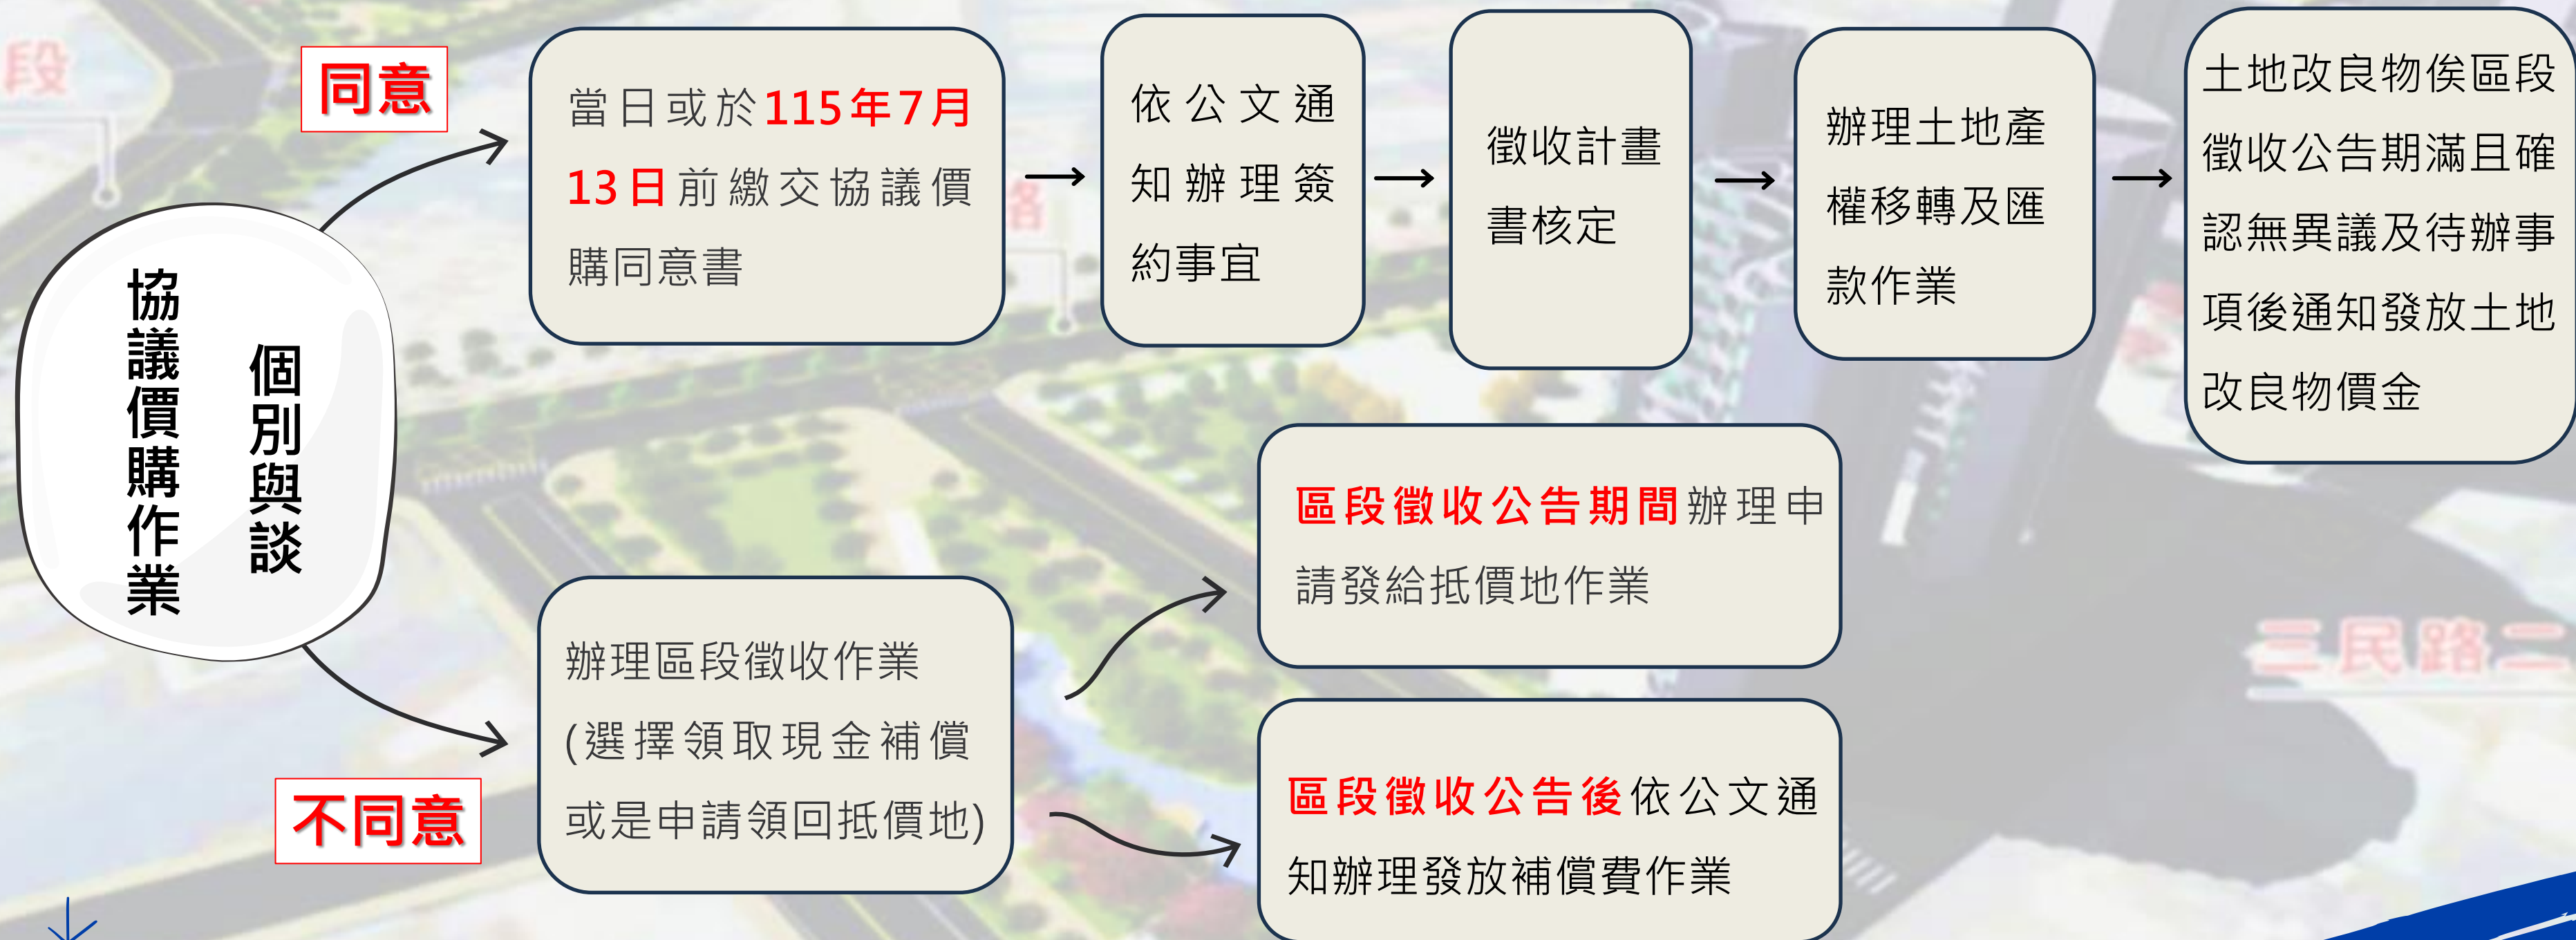 協議價購作業
個別與談
同意
當日或於115年7月
13日前繳交協議價
購同意書
依公文通
知辦理簽
約事宜
徵收計畫
書核定
辦理土地產
權移轉及匯
款作業
土地改良物俟區段
徵收公告期滿且確
認無異議及待辦事
項後通知發放土地
改良物價金
不同意
辦理區段徵收作業
(選擇領取現金補償
或是申請領回抵價地)
區段徵收公告期間辦理申
請發給抵價地作業
區段徵收公告後依公文通
知辦理發放補償費作業
段
路
三民路二